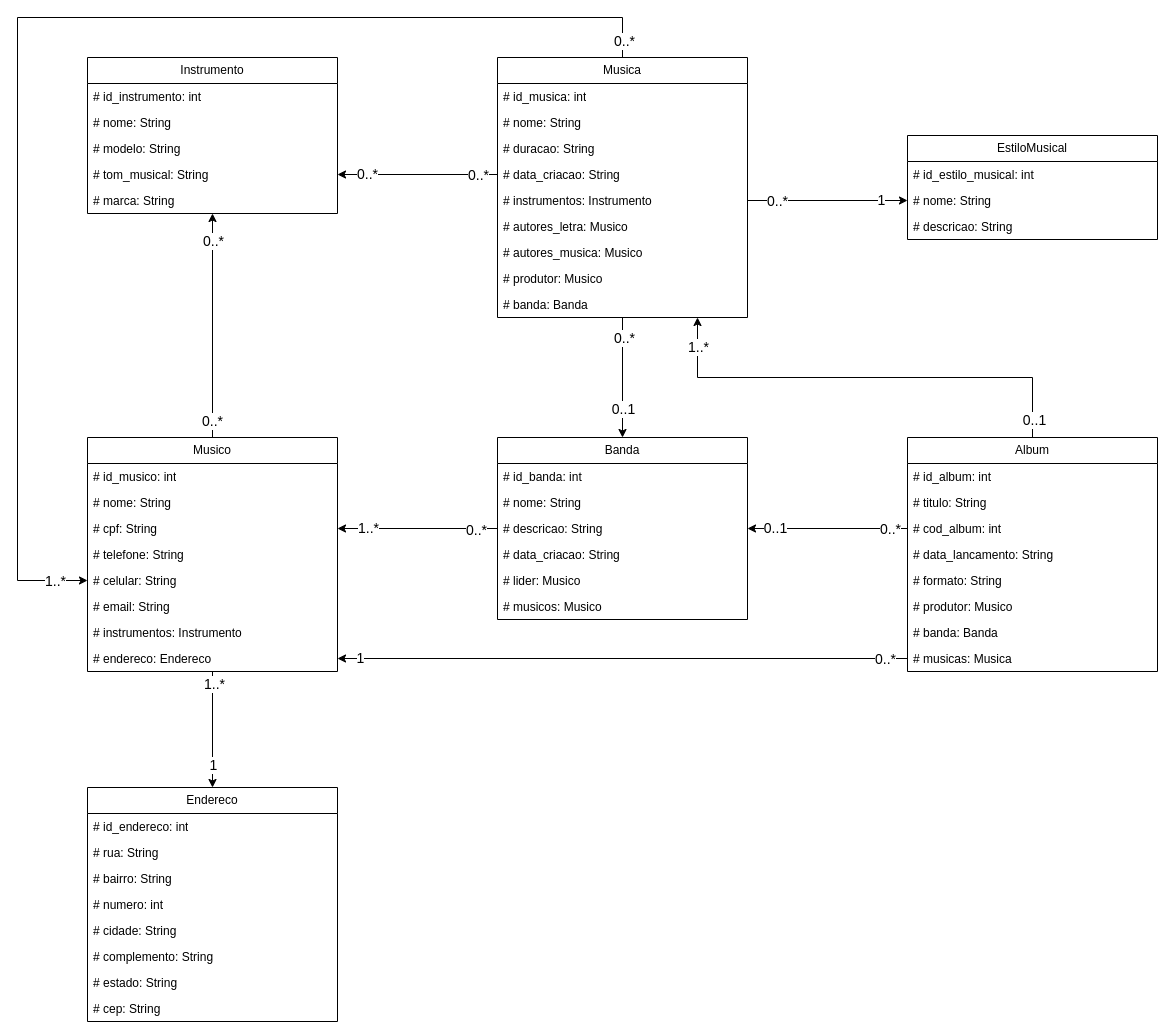 0..*
Instrumento
# id_instrumento: int
# nome: String
# modelo: String
# tom_musical: String
# marca: String
0..*
0..*
Musica
# id_musica: int
# nome: String
# duracao: String
# data_criacao: String
# instrumentos: Instrumento
# autores_letra: Musico
# autores_musica: Musico
# produtor: Musico
# banda: Banda
0..*
1
EstiloMusical
# id_estilo_musical: int
# nome: String
# descricao: String
0..*
0..*
0..*
0..1
1..*
0..1
Musico
# id_musico: int
# nome: String
# cpf: String
# telefone: String
# celular: String
# email: String
# instrumentos: Instrumento
# endereco: Endereco
1..*
1..*
0..*
Banda
# id_banda: int
# nome: String
# descricao: String
# data_criacao: String
# lider: Musico
# musicos: Musico
0..1
0..*
Album
# id_album: int
# titulo: String
# cod_album: int
# data_lancamento: String
# formato: String
# produtor: Musico
# banda: Banda
# musicas: Musica
1
0..*
1..*
1
Endereco
# id_endereco: int
# rua: String
# bairro: String
# numero: int
# cidade: String
# complemento: String
# estado: String
# cep: String